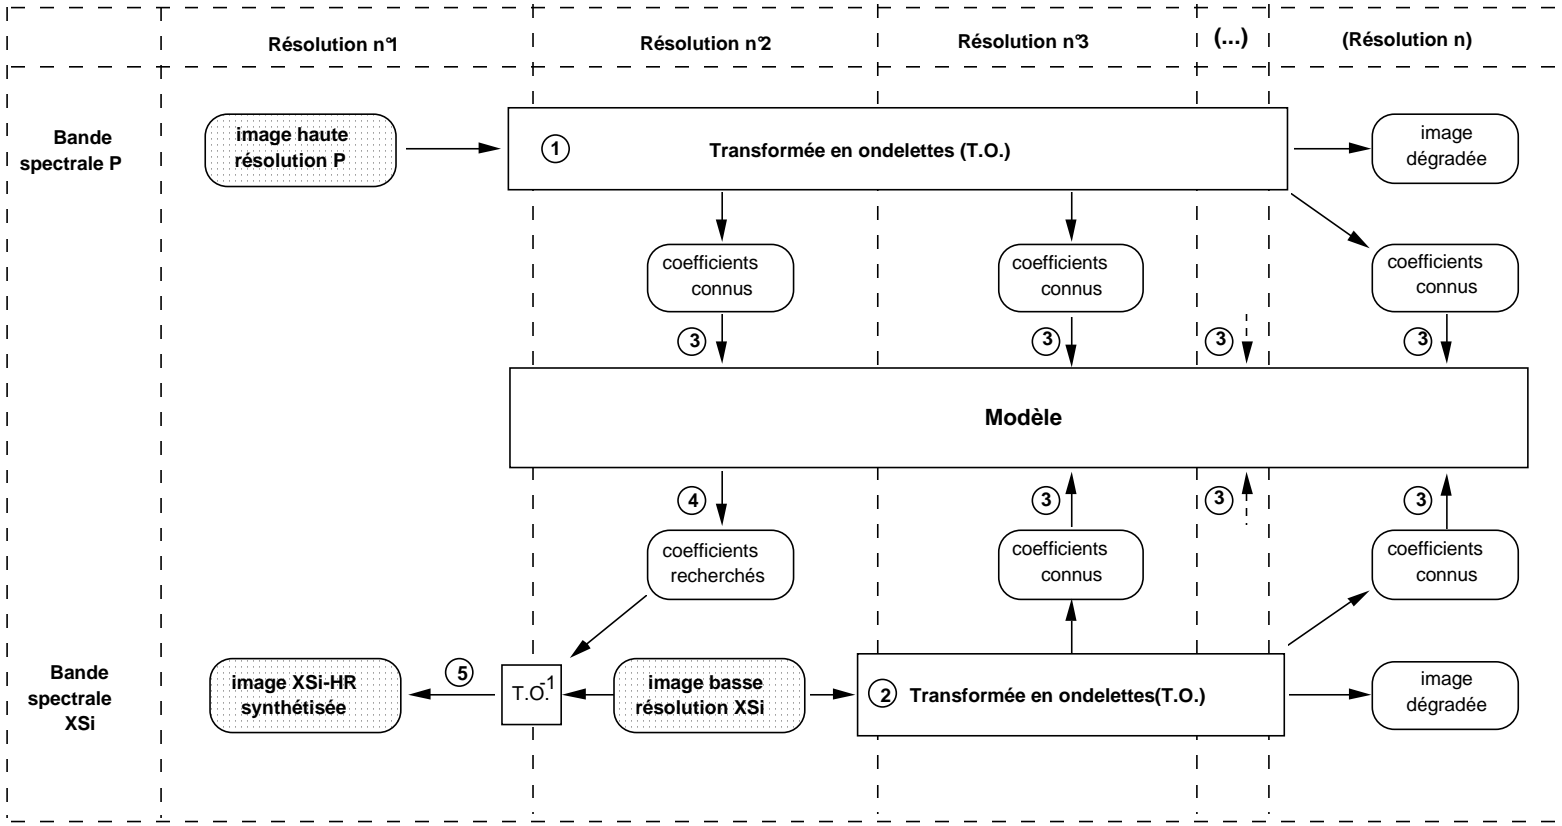 Résolution n°1
Résolution n°2
Résolution n°3
(...)
(Résolution n)
Bande
spectrale P
image haute
résolution P
1
Transformée en ondelettes (T.O.)
image
dégradée
coefficients
connus
coefficients
connus
coefficients
connus
3
3
3
3
Modèle
4
3
3
3
coefficients
recherchés
coefficients
connus
coefficients
connus
Bande
spectrale
XSi
image XSi-HR
synthétisée
5
T.O.-1
image basse
résolution XSi
2
Transformée en ondelettes(T.O.)
image
dégradée